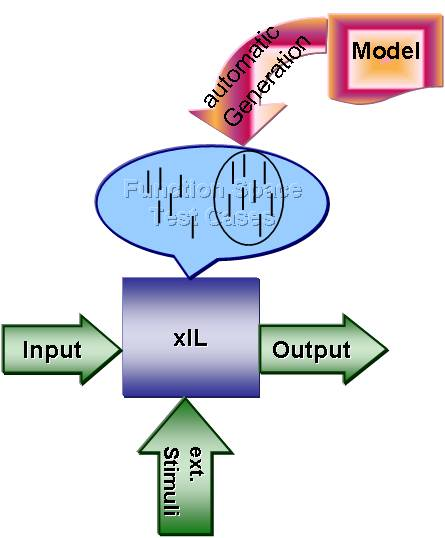 Model
automatic
Generation
Function Space
Test Cases
Input
xIL
Output
ext.
Stimuli